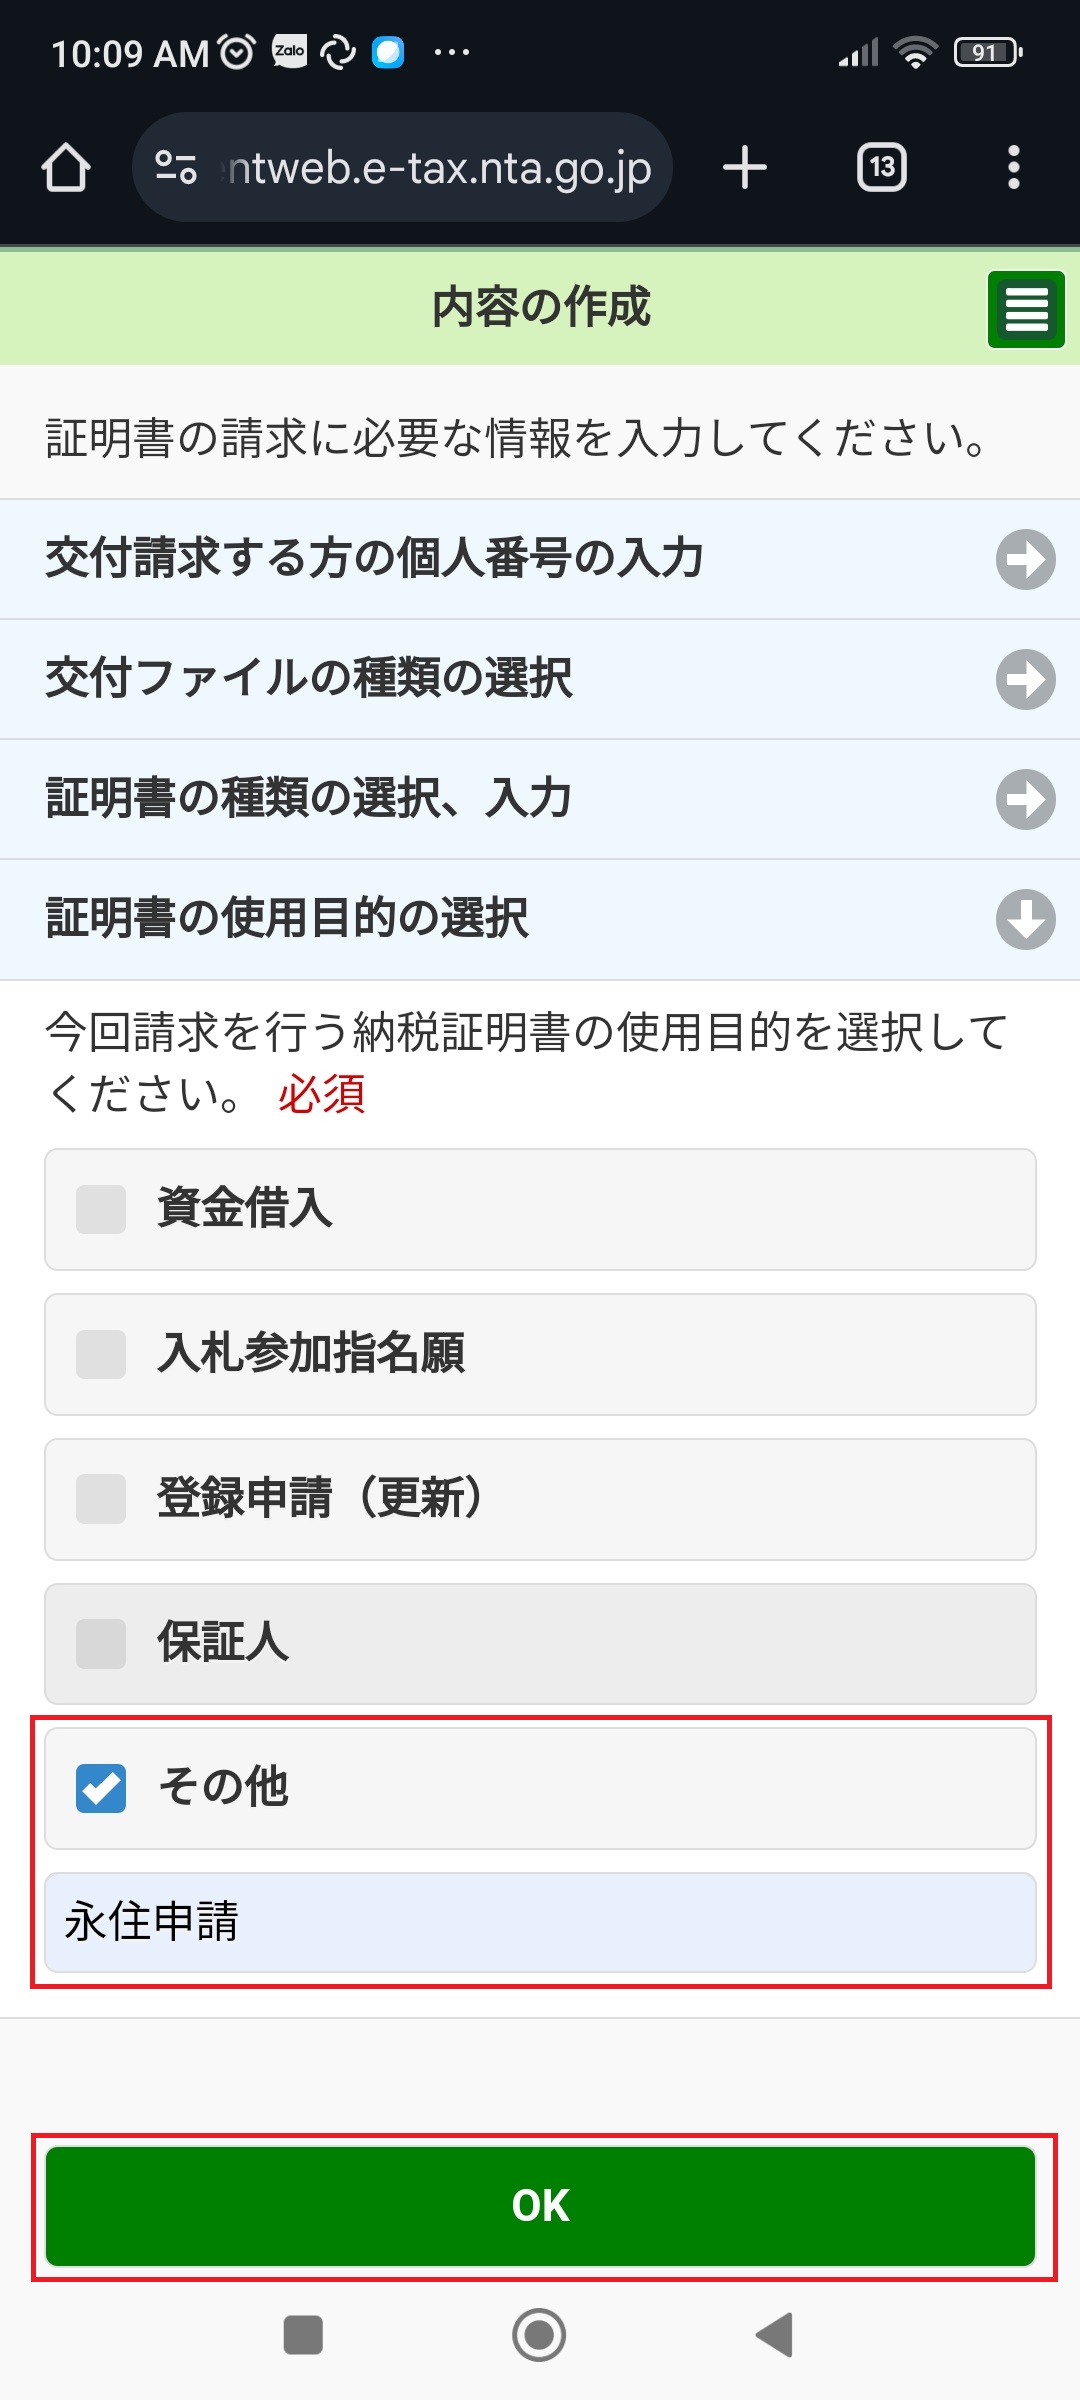 10:09 AM Zalo ... 91
ntweb.e-tax.nta.go.jp 13
内容の作成
証明書の請求に必要な情報を入力してください。
交付請求する方の個人番号の入力
交付ファイルの種類の選択
証明書の種類の選択、入力
証明書の使用目的の選択
今回請求を行う納税証明書の使用目的を選択して
ください。 必須
資金借入
入札参加指名願
登録申請（更新）
保証人
その他
永住申請
OK